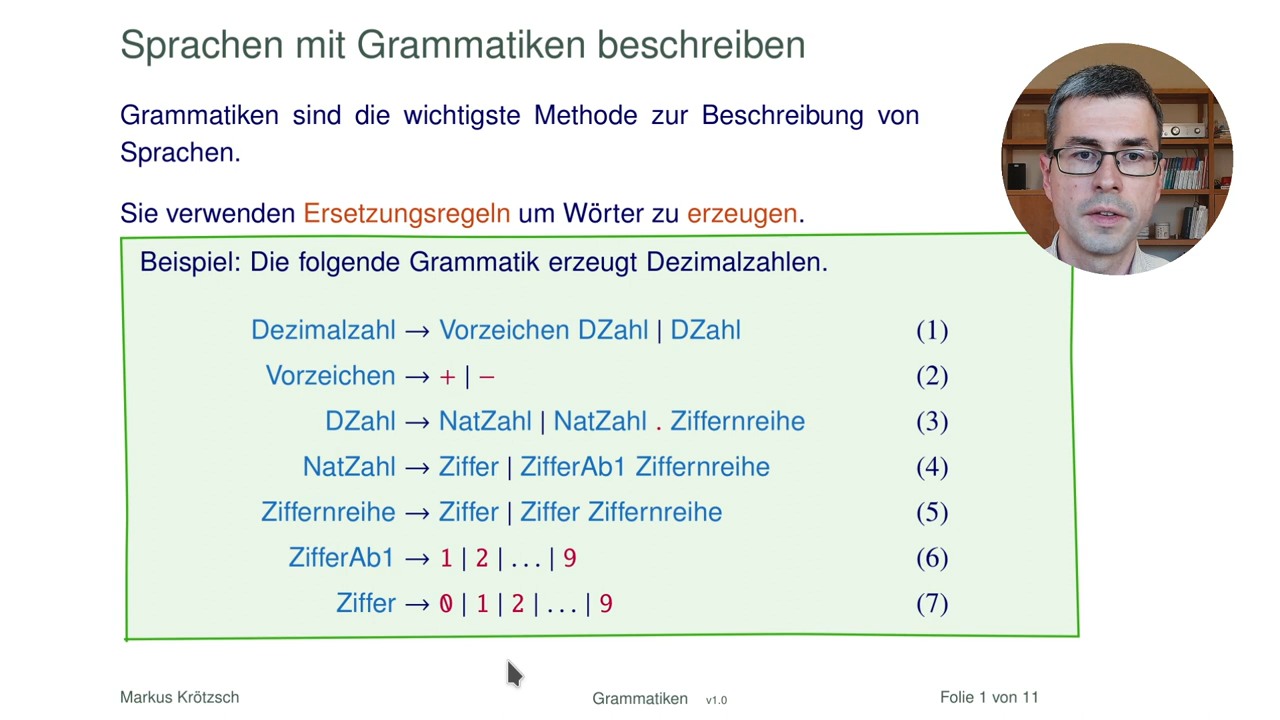 Sprachen mit Grammatiken beschreiben
Grammatiken sind die wichtigste Methode zur Beschreibung von
Sprachen.
Sie verwenden Ersetzungsregeln um Wörter zu erzeugen.
Beispiel: Die folgende Grammatik erzeugt Dezimalzahlen.
Dezimalzahl → Vorzeichen DZahl | DZahl (1)
Vorzeichen → + | − (2)
DZahl → NatZahl | NatZahl . Ziffernreihe (3)
NatZahl → Ziffer | ZifferAb1 Ziffernreihe (4)
Ziffernreihe → Ziffer | Ziffer Ziffernreihe (5)
ZifferAb1 → 1 | 2 | . . . | 9 (6)
Ziffer → 0 | 1 | 2 | . . . | 9 (7)
Markus Krötzsch Grammatiken v1.0 Folie 1 von 11